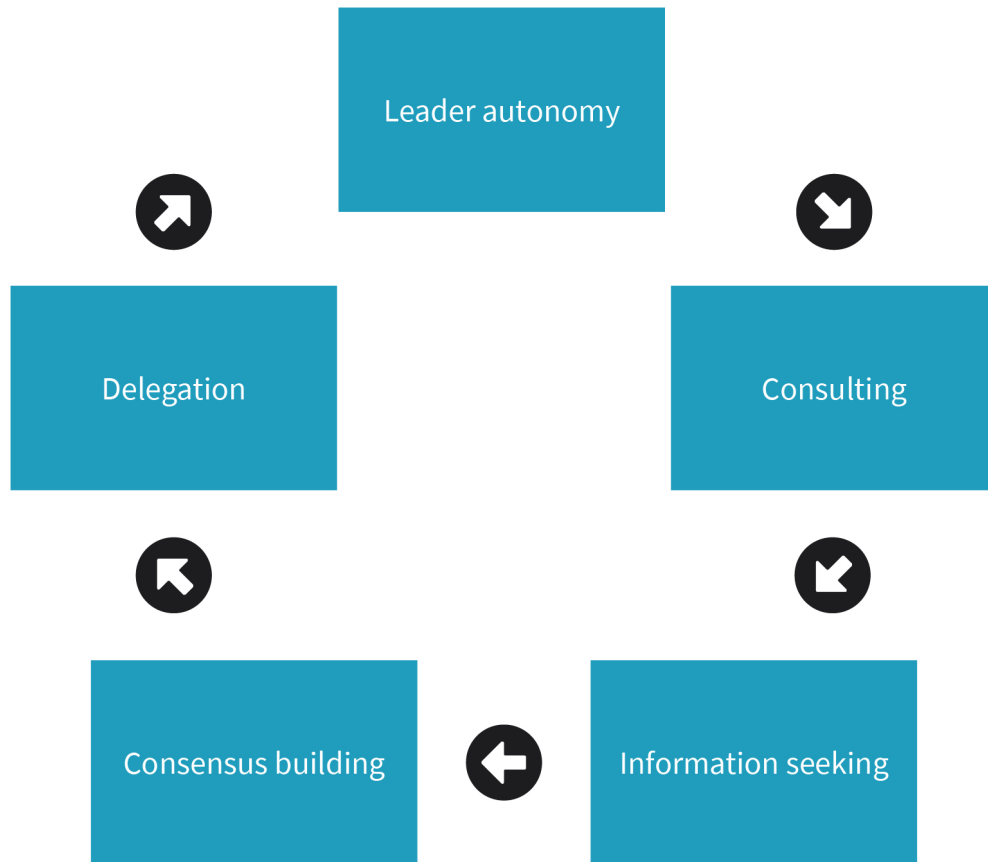 Leader autonomy
Consulting
Information seeking
Consensus building
Delegation